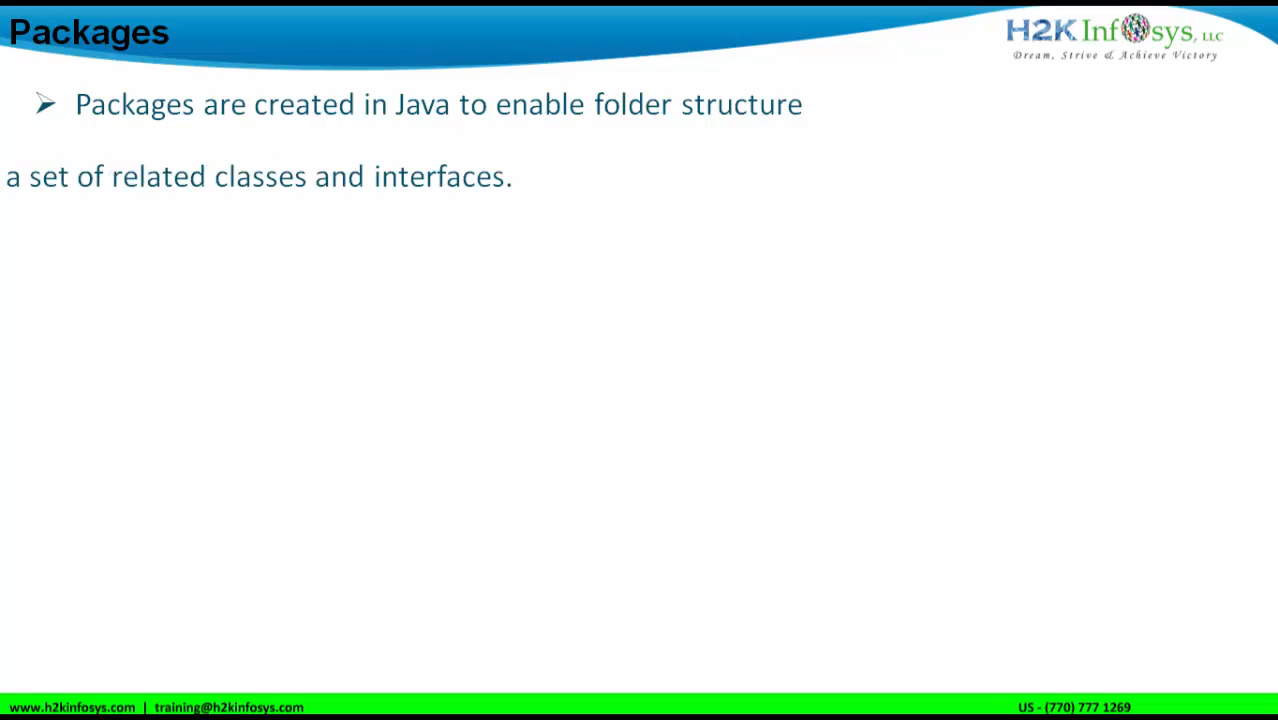 Packages
H2K Infosys, LLC
Dream, Strive & Achieve Victory
➢ Packages are created in Java to enable folder structure
a set of related classes and interfaces.
www.h2kinfosys.com | training@h2kinfosys.com
US - (770) 777 1269